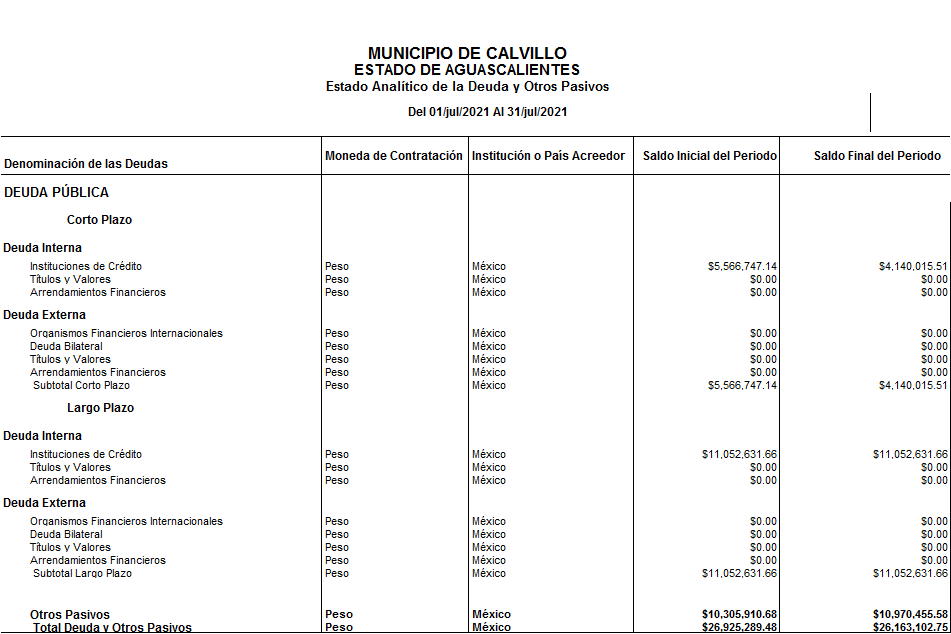 MUNICIPIO DE CALVILLO
ESTADO DE AGUASCALIENTES
Estado Analítico de la Deuda y Otros Pasivos
Del 01/jul/2021 Al 31/jul/2021
Denominación de las Deudas Moneda de Contratación Institución o País Acreedor Saldo Inicial del Periodo Saldo Final del Periodo
DEUDA PÚBLICA
Corto Plazo
Deuda Interna
Instituciones de Crédito Peso México $5,566,747.14 $4,140,015.51
Títulos y Valores Peso México $0.00 $0.00
Arrendamientos Financieros Peso México $0.00 $0.00
Deuda Externa
Organismos Financieros Internacionales Peso México $0.00 $0.00
Deuda Bilateral Peso México $0.00 $0.00
Títulos y Valores Peso México $0.00 $0.00
Arrendamientos Financieros Peso México $0.00 $0.00
Subtotal Corto Plazo Peso México $5,566,747.14 $4,140,015.51
Largo Plazo
Deuda Interna
Instituciones de Crédito Peso México $11,052,631.66 $11,052,631.66
Títulos y Valores Peso México $0.00 $0.00
Arrendamientos Financieros Peso México $0.00 $0.00
Deuda Externa
Organismos Financieros Internacionales Peso México $0.00 $0.00
Deuda Bilateral Peso México $0.00 $0.00
Títulos y Valores Peso México $0.00 $0.00
Arrendamientos Financieros Peso México $0.00 $0.00
Subtotal Largo Plazo Peso México $11,052,631.66 $11,052,631.66
Otros Pasivos Peso México $10,305,910.68 $10,970,455.58
Total Deuda y Otros Pasivos Peso México $26,925,289.48 $26,163,102.75